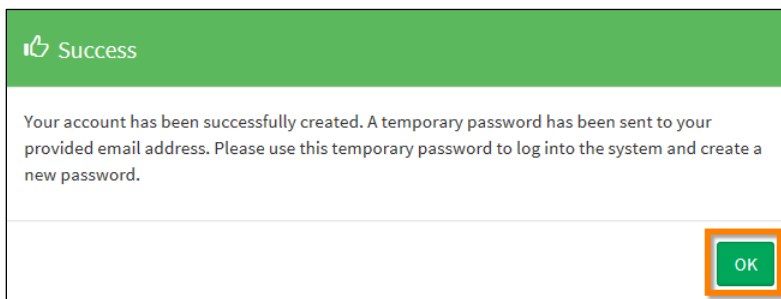 Success
Your account has been successfully created. A temporary password has been sent to your
provided email address. Please use this temporary password to log into the system and create a
new password.
OK